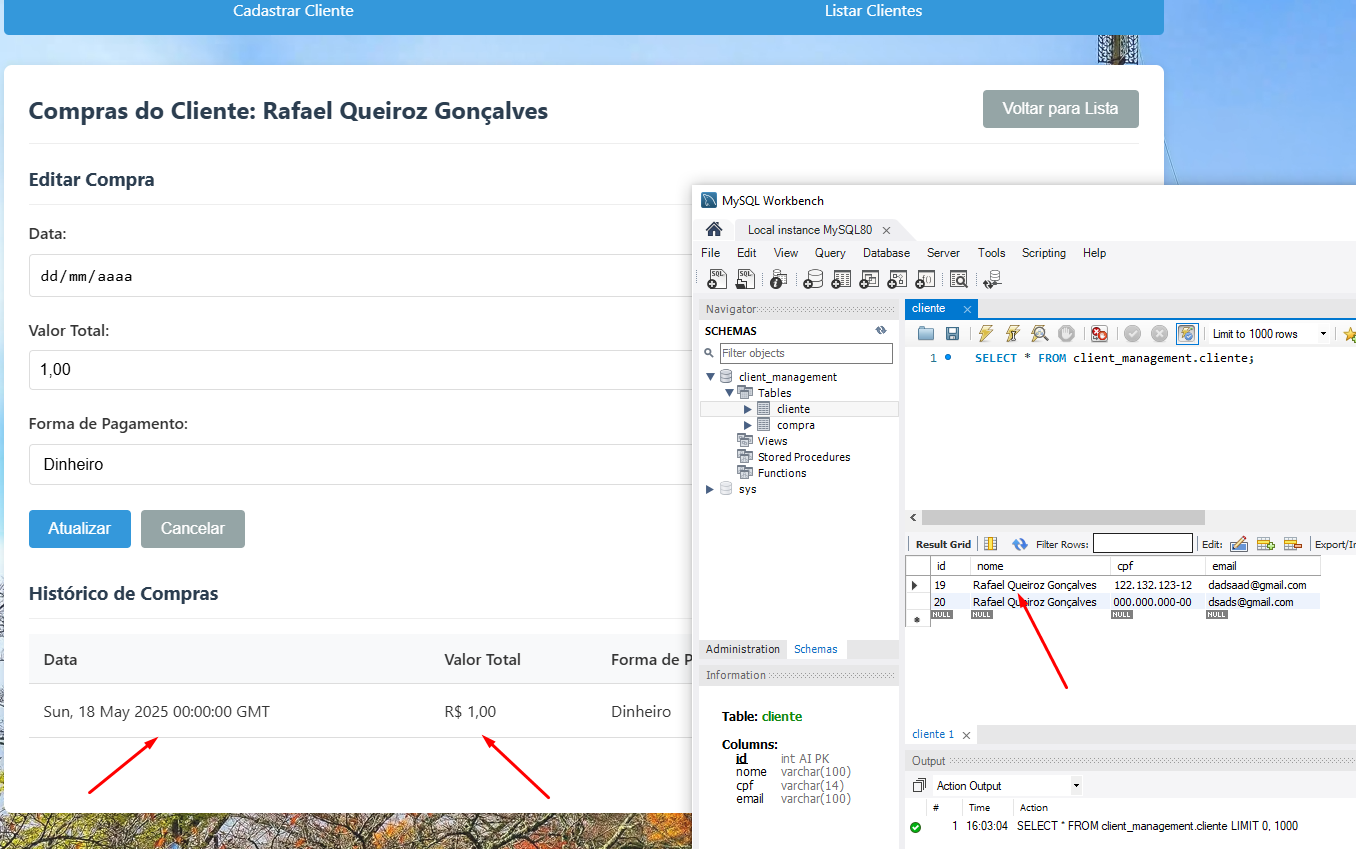 Cadastrar Cliente Listar Clientes
Compras do Cliente: Rafael Queiroz Gonçalves Voltar para Lista
Editar Compra
Data:
dd/mm/aaaa
Valor Total:
1,00
Forma de Pagamento:
Dinheiro
Atualizar Cancelar
Histórico de Compras
Data Valor Total Forma de P
Sun, 18 May 2025 00:00:00 GMT R$ 1,00 Dinheiro
MySQL Workbench
Local instance MySQL80
File Edit View Query Database Server Tools Scripting Help
Navigator
SCHEMAS
Filter objects
client_management
Tables
cliente
compra
Views
Stored Procedures
Functions
sys
Administration Schemas
Information
Table: cliente
Columns:
id int AI PK
nome varchar(100)
cpf varchar(14)
email varchar(100)
cliente
Limit to 1000 rows
1 SELECT * FROM client_management.cliente;
Result Grid Filter Rows: Edit: Export/Im
id nome cpf email
19 Rafael Queiroz Gonçalves 122.132.123-12 dadsaad@gmail.com
20 Rafael Queiroz Gonçalves 000.000.000-00 dsads@gmail.com
NULL NULL NULL NULL
cliente 1
Output
Action Output
# Time Action
1 16:03:04 SELECT * FROM client_management.cliente LIMIT 0, 1000